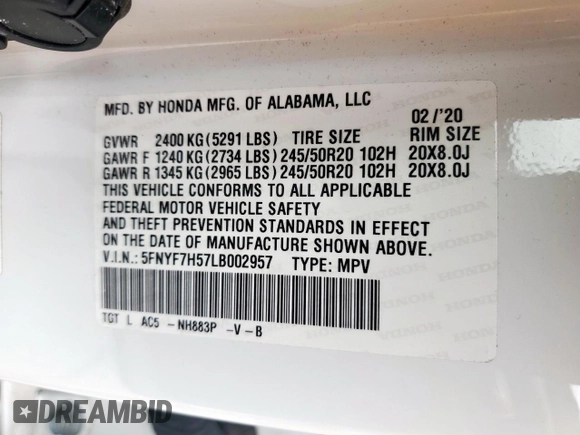 MFD. BY HONDA MFG. OF ALABAMA, LLC 02/'20
GVWR 2400 KG (5291 LBS) TIRE SIZE RIM SIZE
GAWR F 1240 KG (2734 LBS) 245/50R20 102H 20X8.0J
GAWR R 1345 KG (2965 LBS) 245/50R20 102H 20X8.0J
THIS VEHICLE CONFORMS TO ALL APPLICABLE
FEDERAL MOTOR VEHICLE SAFETY
AND THEFT PREVENTION STANDARDS IN EFFECT
ON THE DATE OF MANUFACTURE SHOWN ABOVE.
V.I.N.: 5FNYF7H57LB002957 TYPE: MPV
TGT L AC5 - NH883P -V-B
DREAMBID